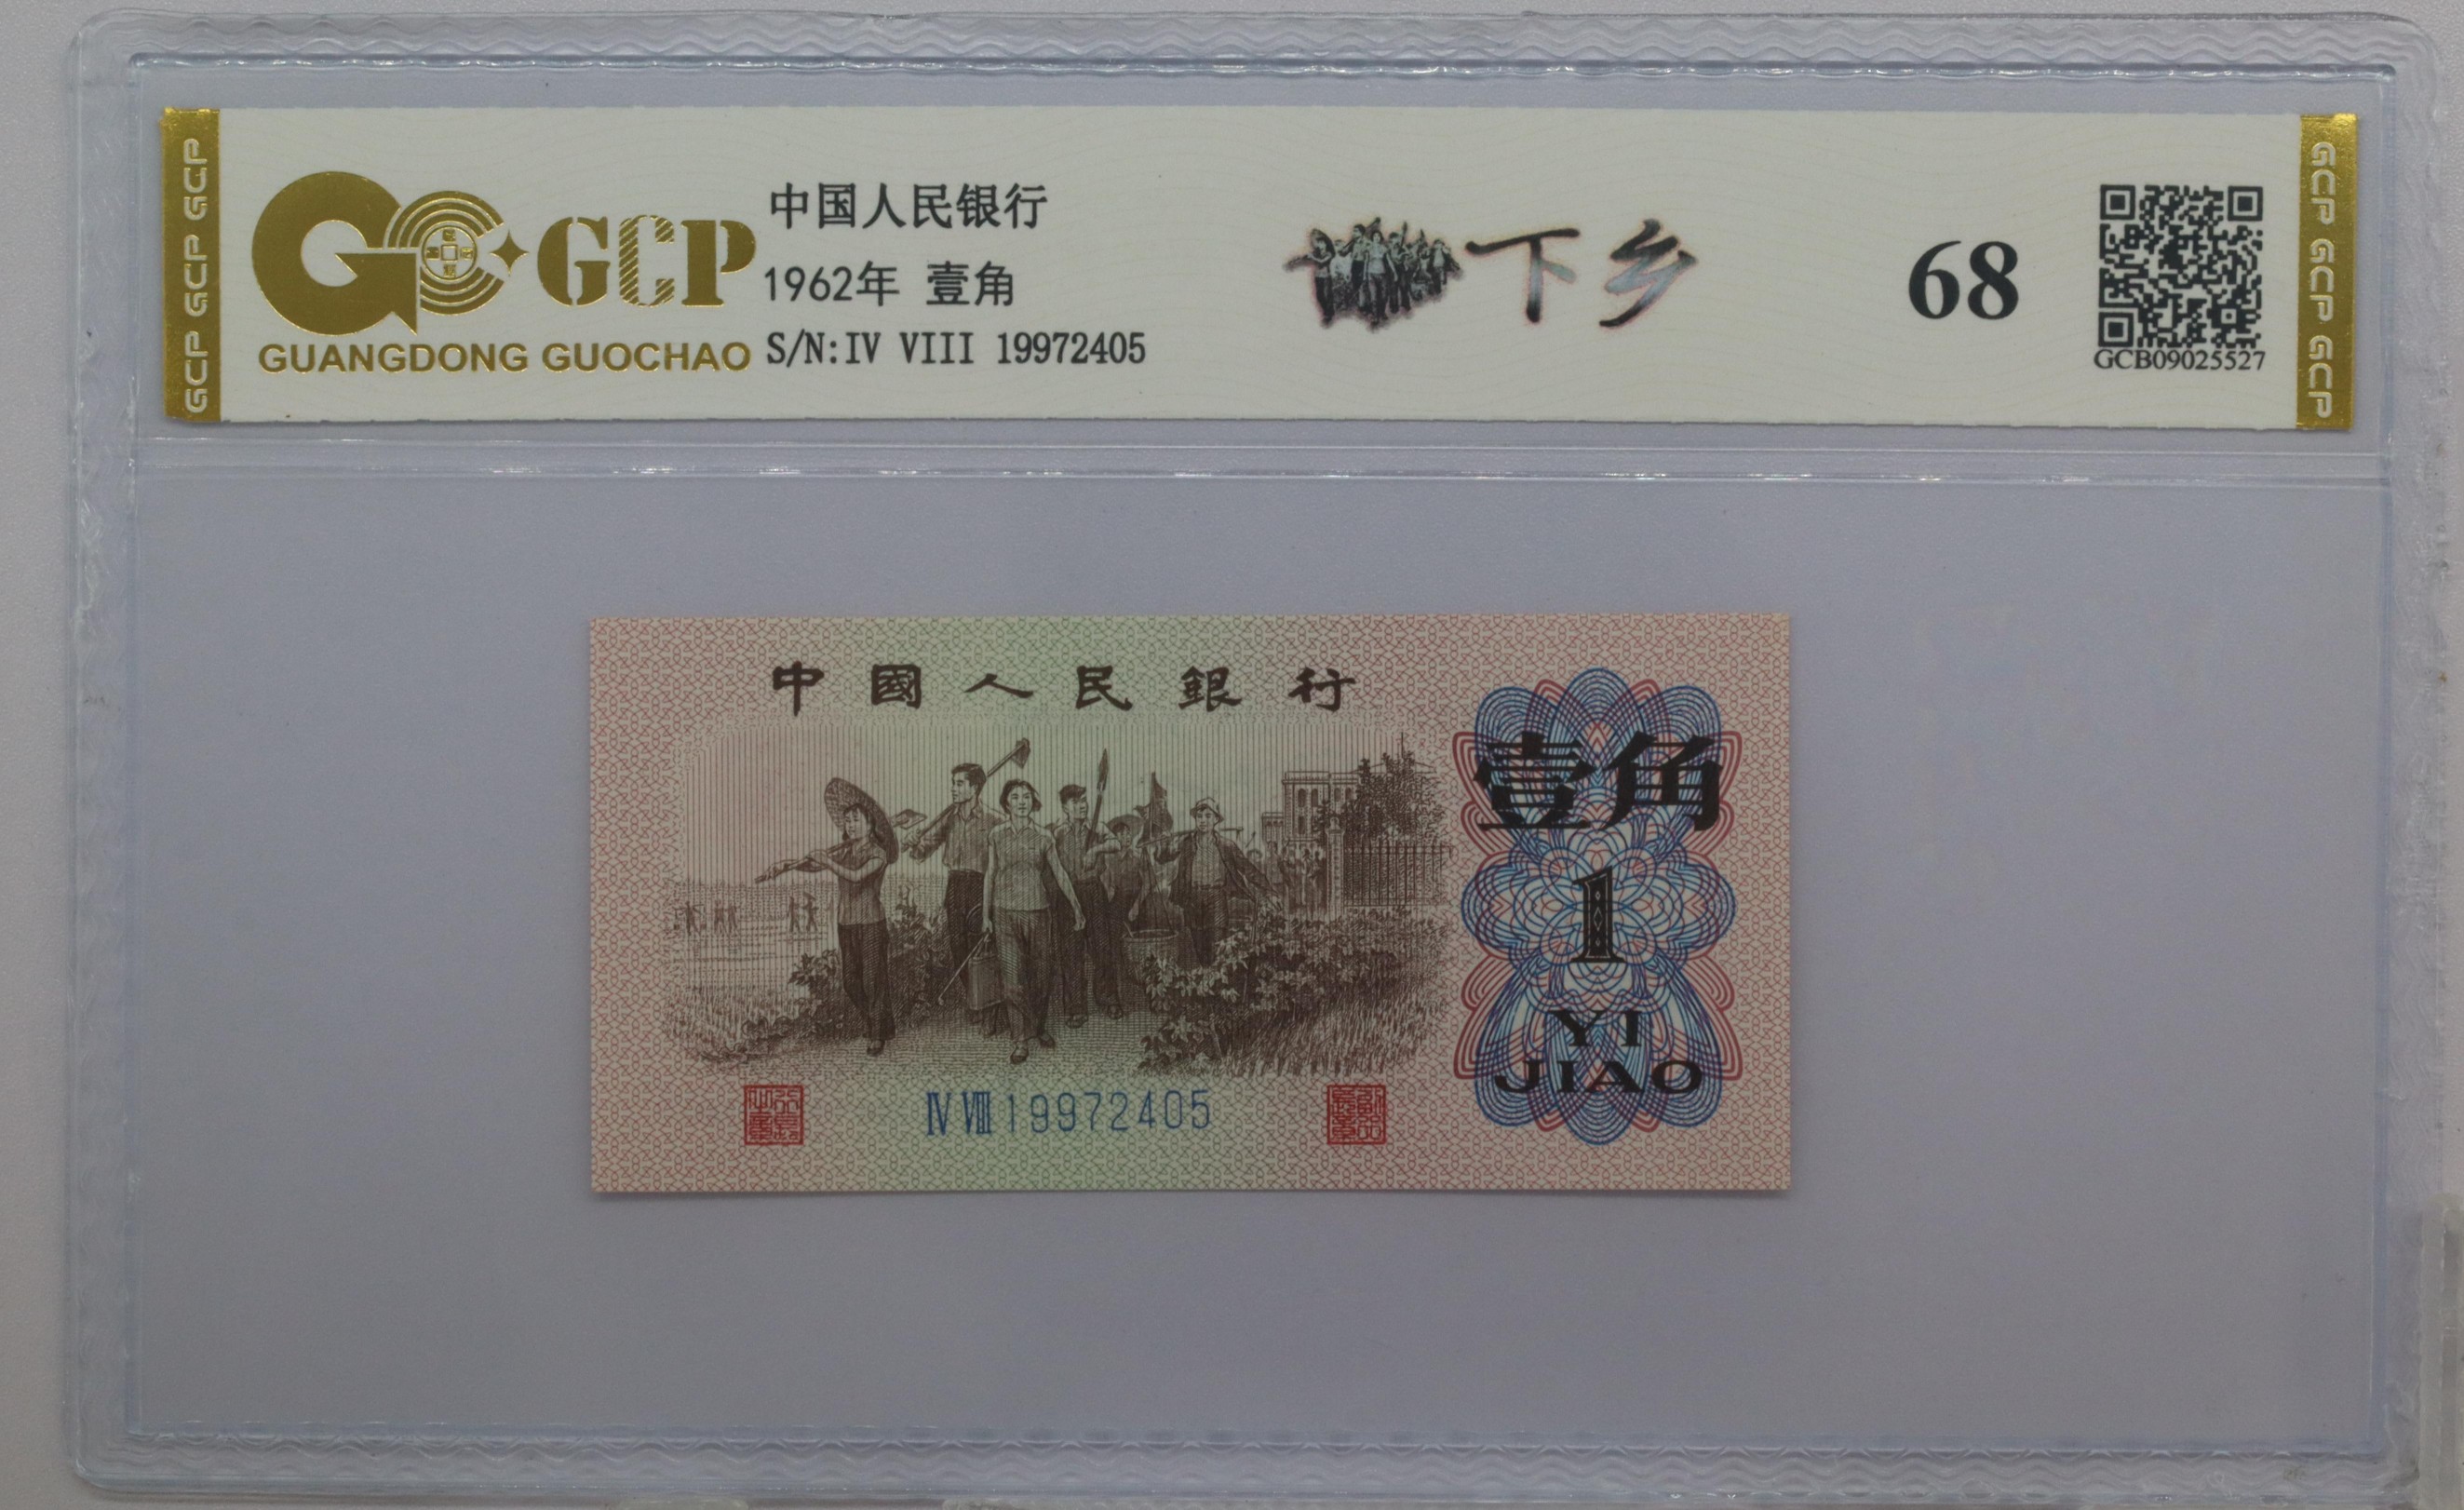 GCP GCP GCP
GCP
GUANGDONG GUOCHAO
中国人民银行
1962年 壹角
S/N:IV VIII 19972405
下乡
68
GCB09025527
GCP GCP GCP
中國人民銀行
壹角
1
YI
JIAO
Ⅳ Ⅷ 19972405